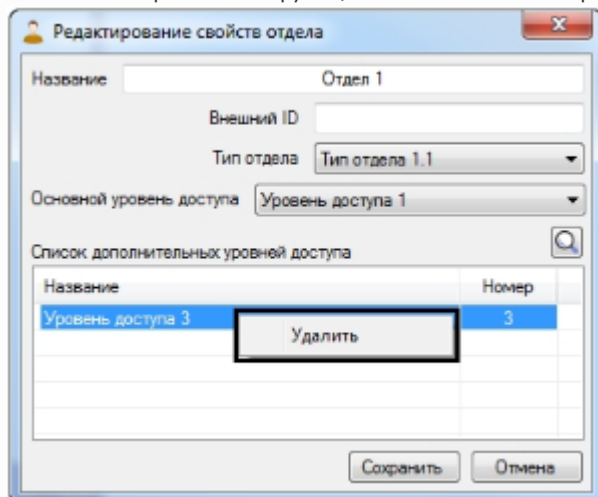 Редактирование свойств отдела
Название Отдел 1
Внешний ID
Тип отдела Тип отдела 1.1
Основной уровень доступа Уровень доступа 1
Список дополнительных уровней доступа
Название Номер
Уровень доступа 3 3
Удалить
Сохранить Отмена